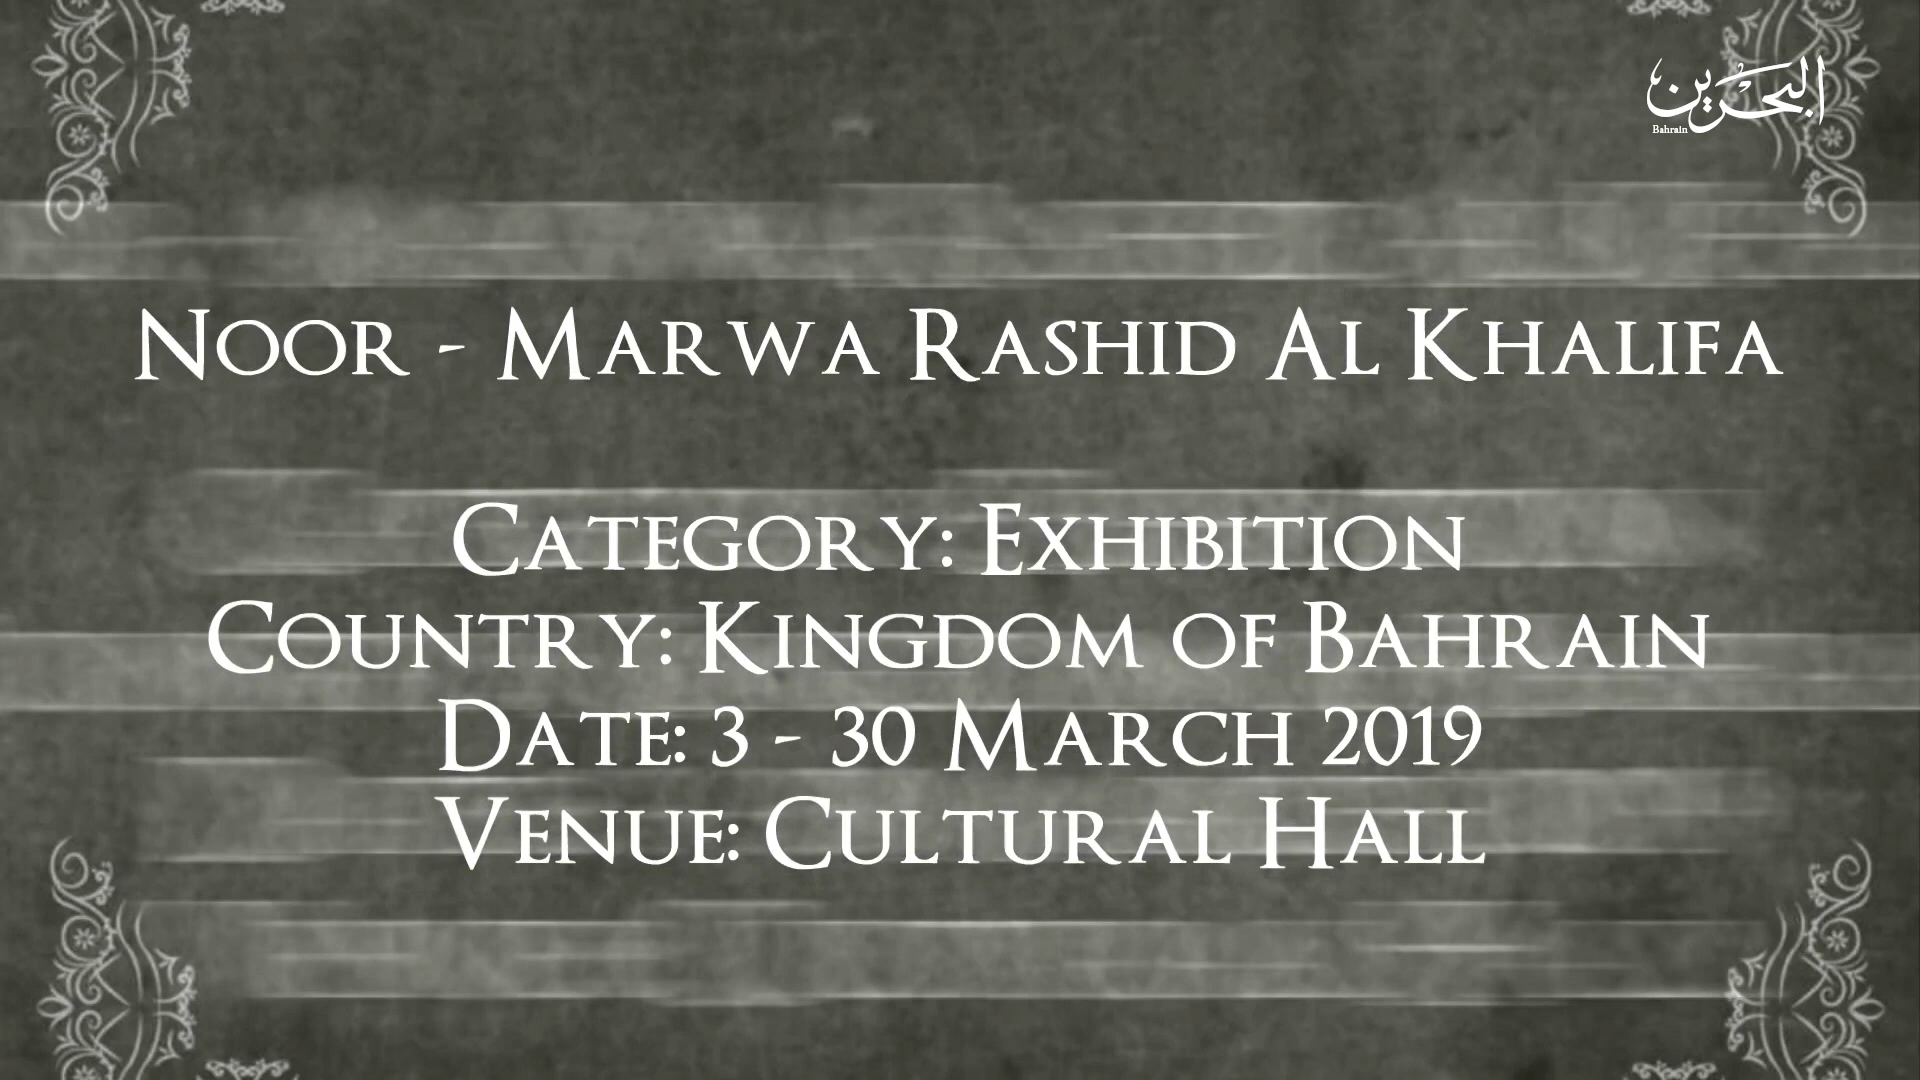 البحرين
Bahrain
Noor - Marwa Rashid Al Khalifa
Category: Exhibition
Country: Kingdom of Bahrain
Date: 3 - 30 March 2019
Venue: Cultural Hall